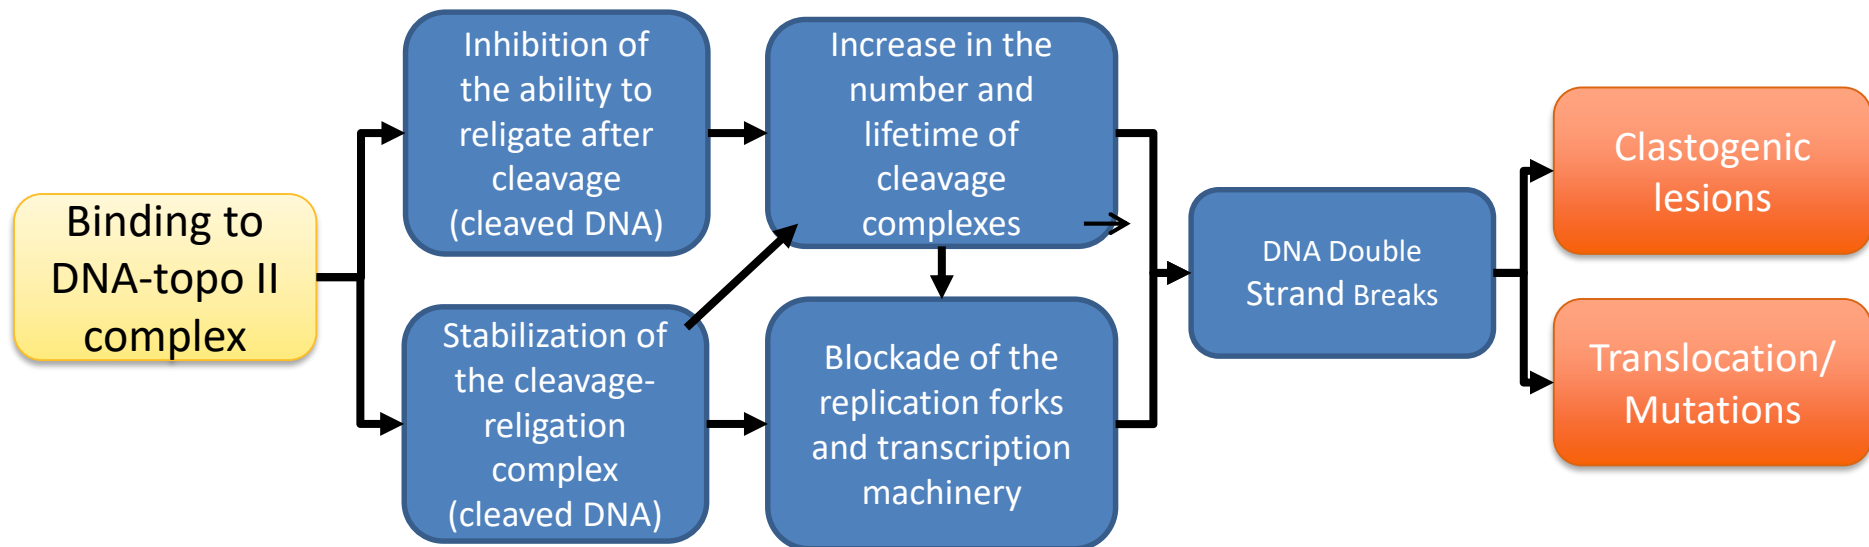 Binding to
DNA-topo II
complex
Inhibition of
the ability to
religate after
cleavage
(cleaved DNA)
Stabilization of
the cleavage-
religation
complex
(cleaved DNA)
Increase in the
number and
lifetime of
cleavage
complexes
Blockade of the
replication forks
and transcription
machinery
DNA Double
Strand Breaks
Clastogenic
lesions
Translocation/
Mutations